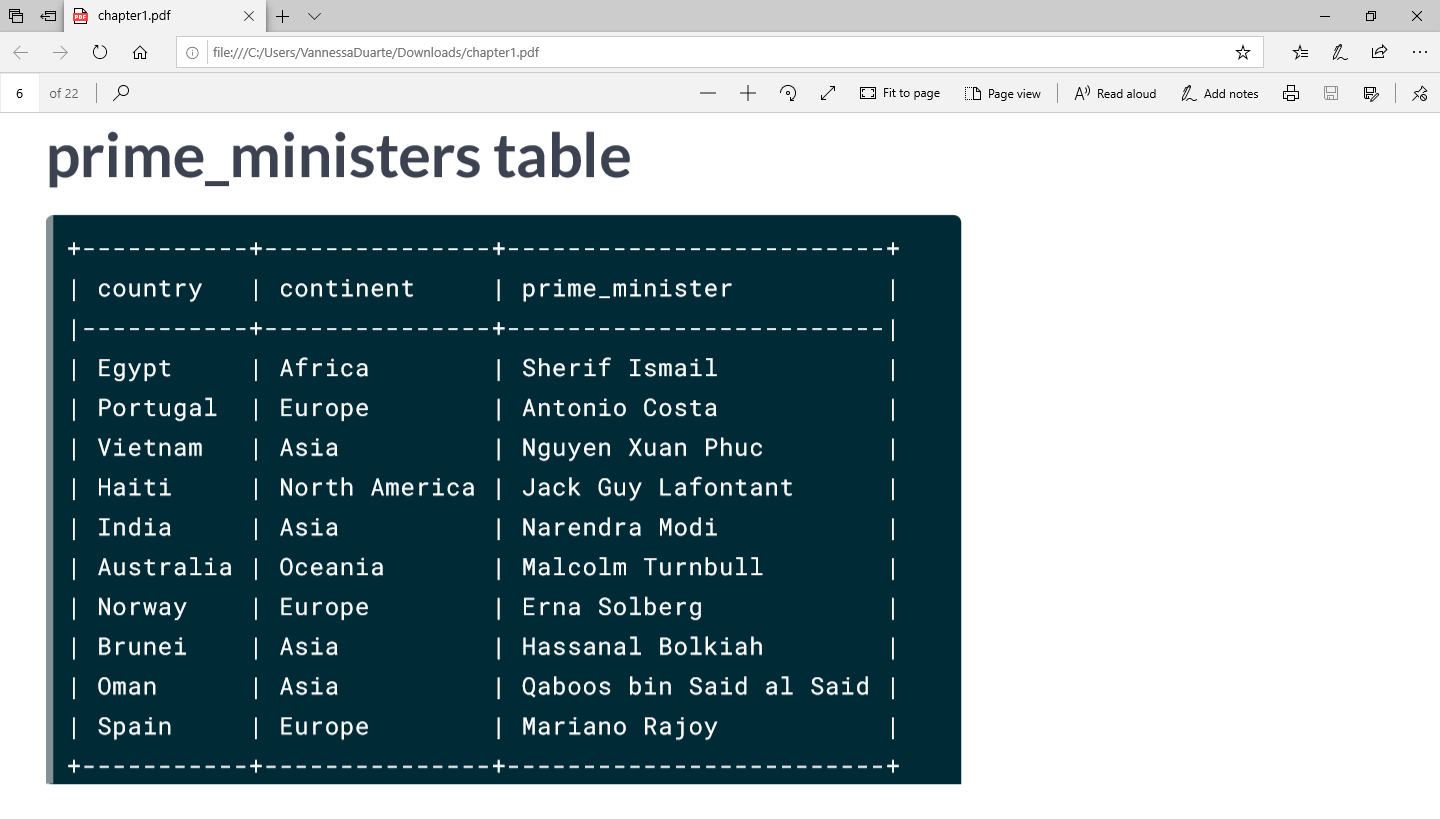 chapter1.pdf
file:///C:/Users/VannessaDuarte/Downloads/chapter1.pdf
6 of 22 Fit to page Page view Read aloud Add notes
prime_ministers table
+-----------+---------------+-------------------------+
| country   | continent     | prime_minister          |
|-----------+---------------+-------------------------|
| Egypt     | Africa        | Sherif Ismail           |
| Portugal  | Europe        | Antonio Costa           |
| Vietnam   | Asia          | Nguyen Xuan Phuc        |
| Haiti     | North America | Jack Guy Lafontant      |
| India     | Asia          | Narendra Modi           |
| Australia | Oceania       | Malcolm Turnbull        |
| Norway    | Europe        | Erna Solberg            |
| Brunei    | Asia          | Hassanal Bolkiah        |
| Oman      | Asia          | Qaboos bin Said al Said |
| Spain     | Europe        | Mariano Rajoy           |
+-----------+---------------+-------------------------+